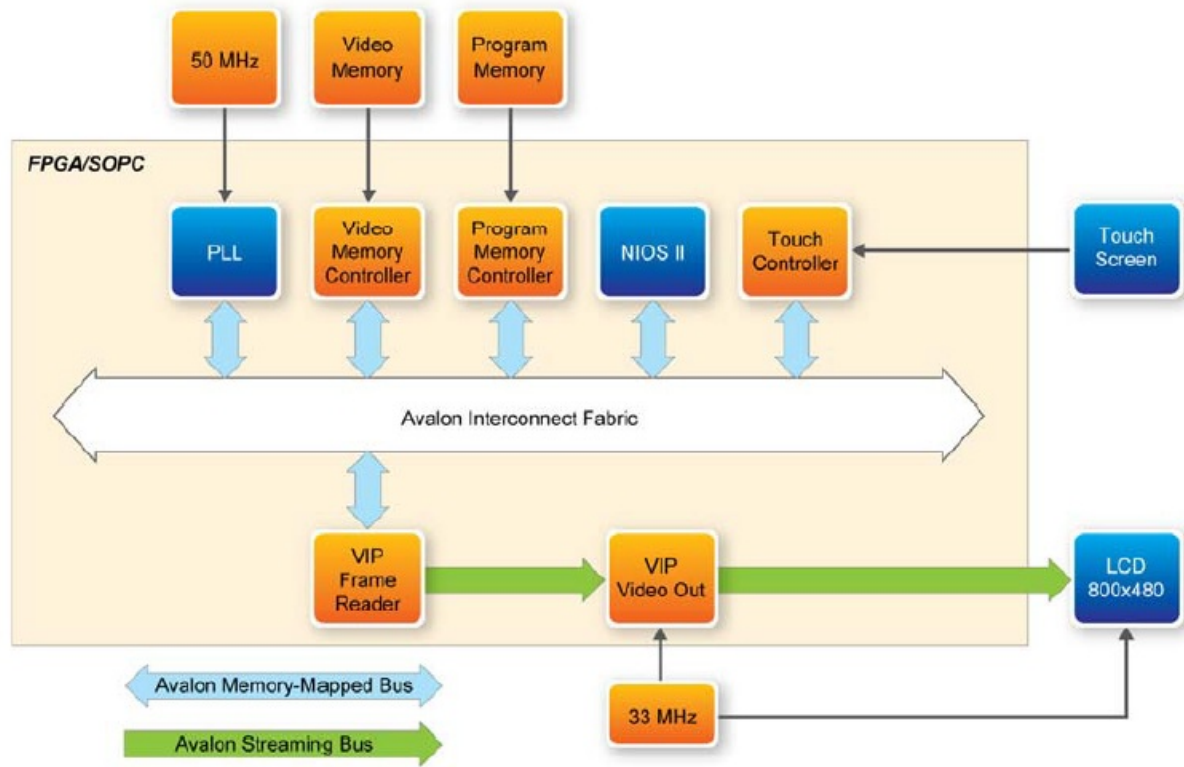 50 MHz
Video
Memory
Program
Memory
FPGA/SOPC
PLL
Video
Memory
Controller
Program
Memory
Controller
NIOS II
Touch
Controller
Touch
Screen
Avalon Interconnect Fabric
VIP
Frame
Reader
VIP
Video Out
LCD
800x480
Avalon Memory-Mapped Bus
33 MHz
Avalon Streaming Bus